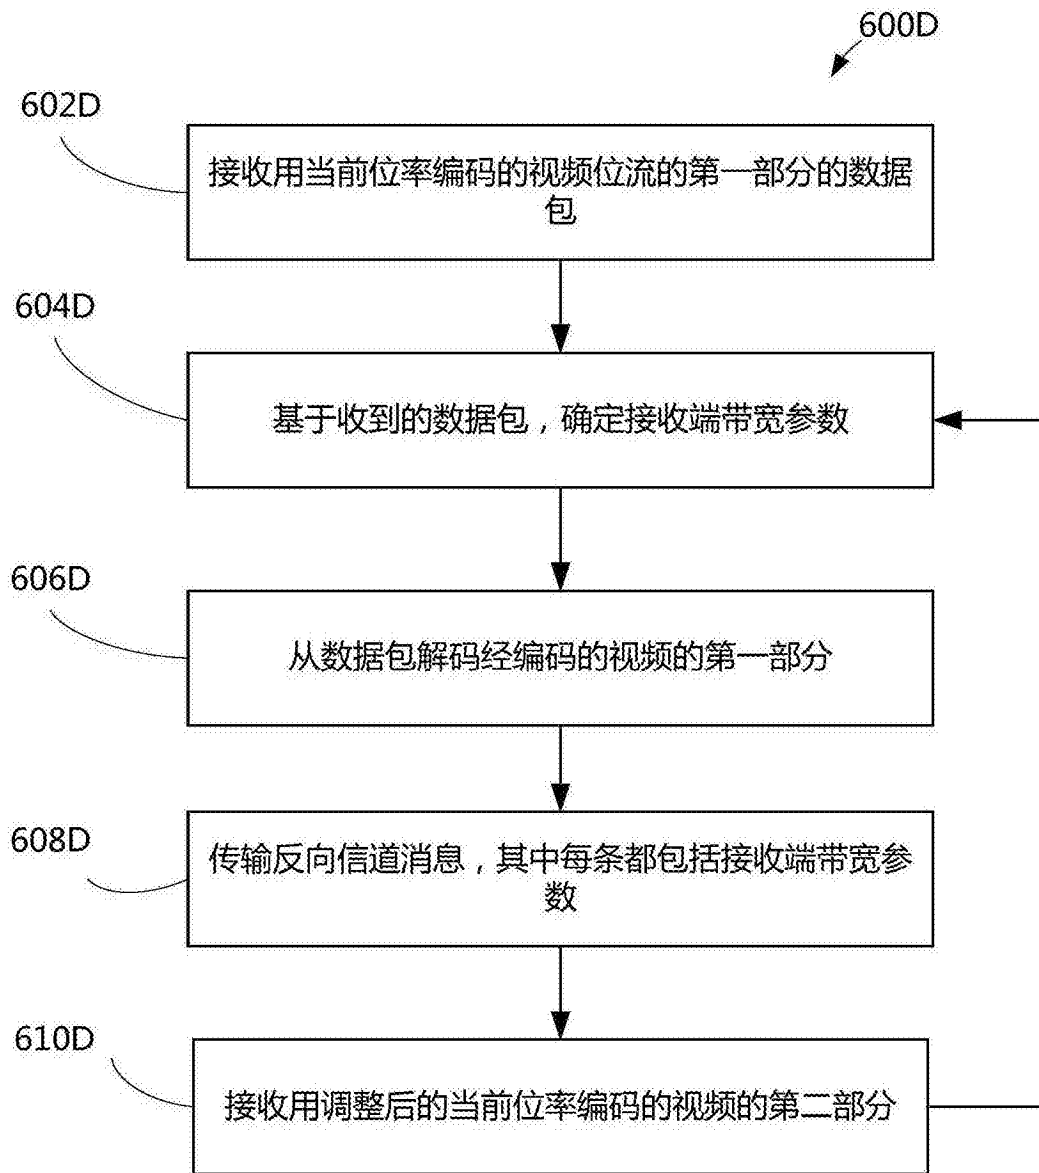 600D
602D
接收用当前位率编码的视频位流的第一部分的数据
包
604D
基于收到的数据包，确定接收端带宽参数
606D
从数据包解码经编码的视频的第一部分
608D
传输反向信道消息，其中每条都包括接收端带宽参
数
610D
接收用调整后的当前位率编码的视频的第二部分